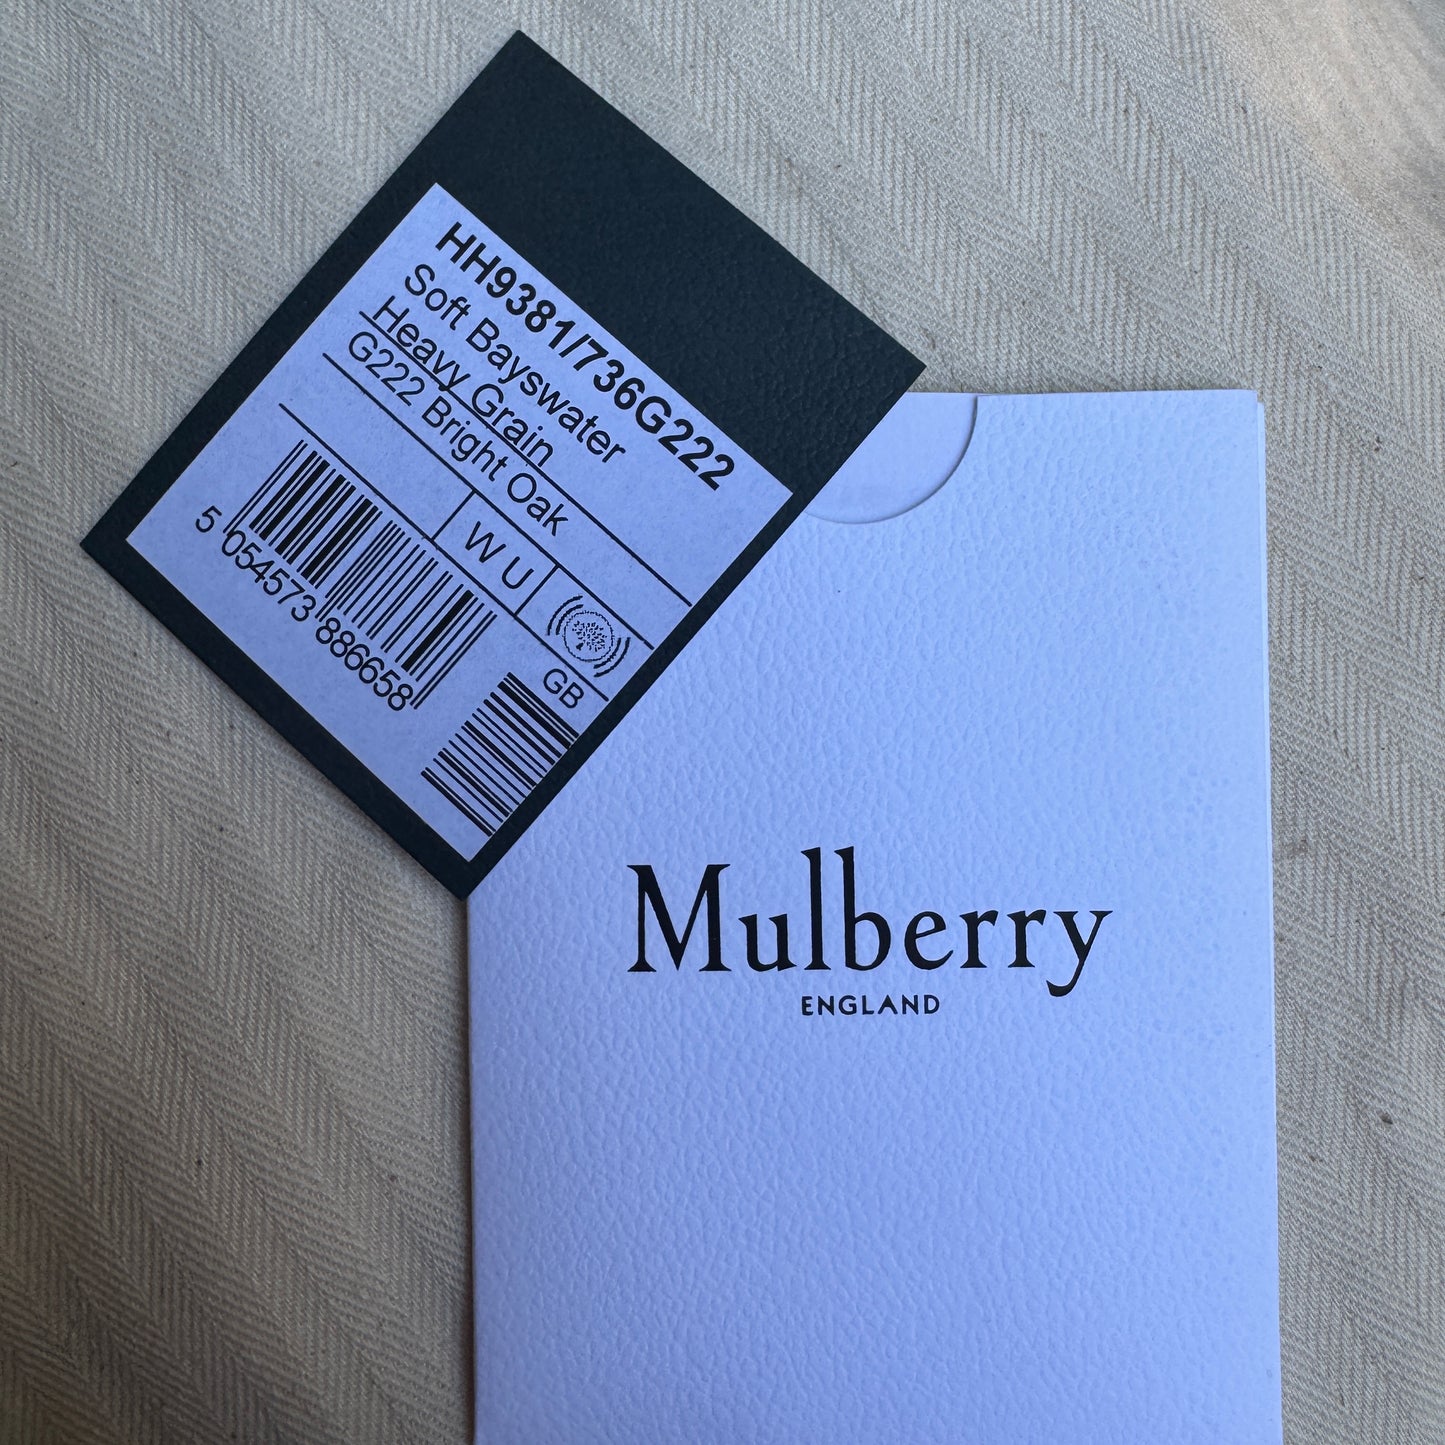 HH9381/736G222
Soft Bayswater
Heavy Grain
G222 Bright Oak
W U
GB
5 054573 886658
Mulberry
ENGLAND